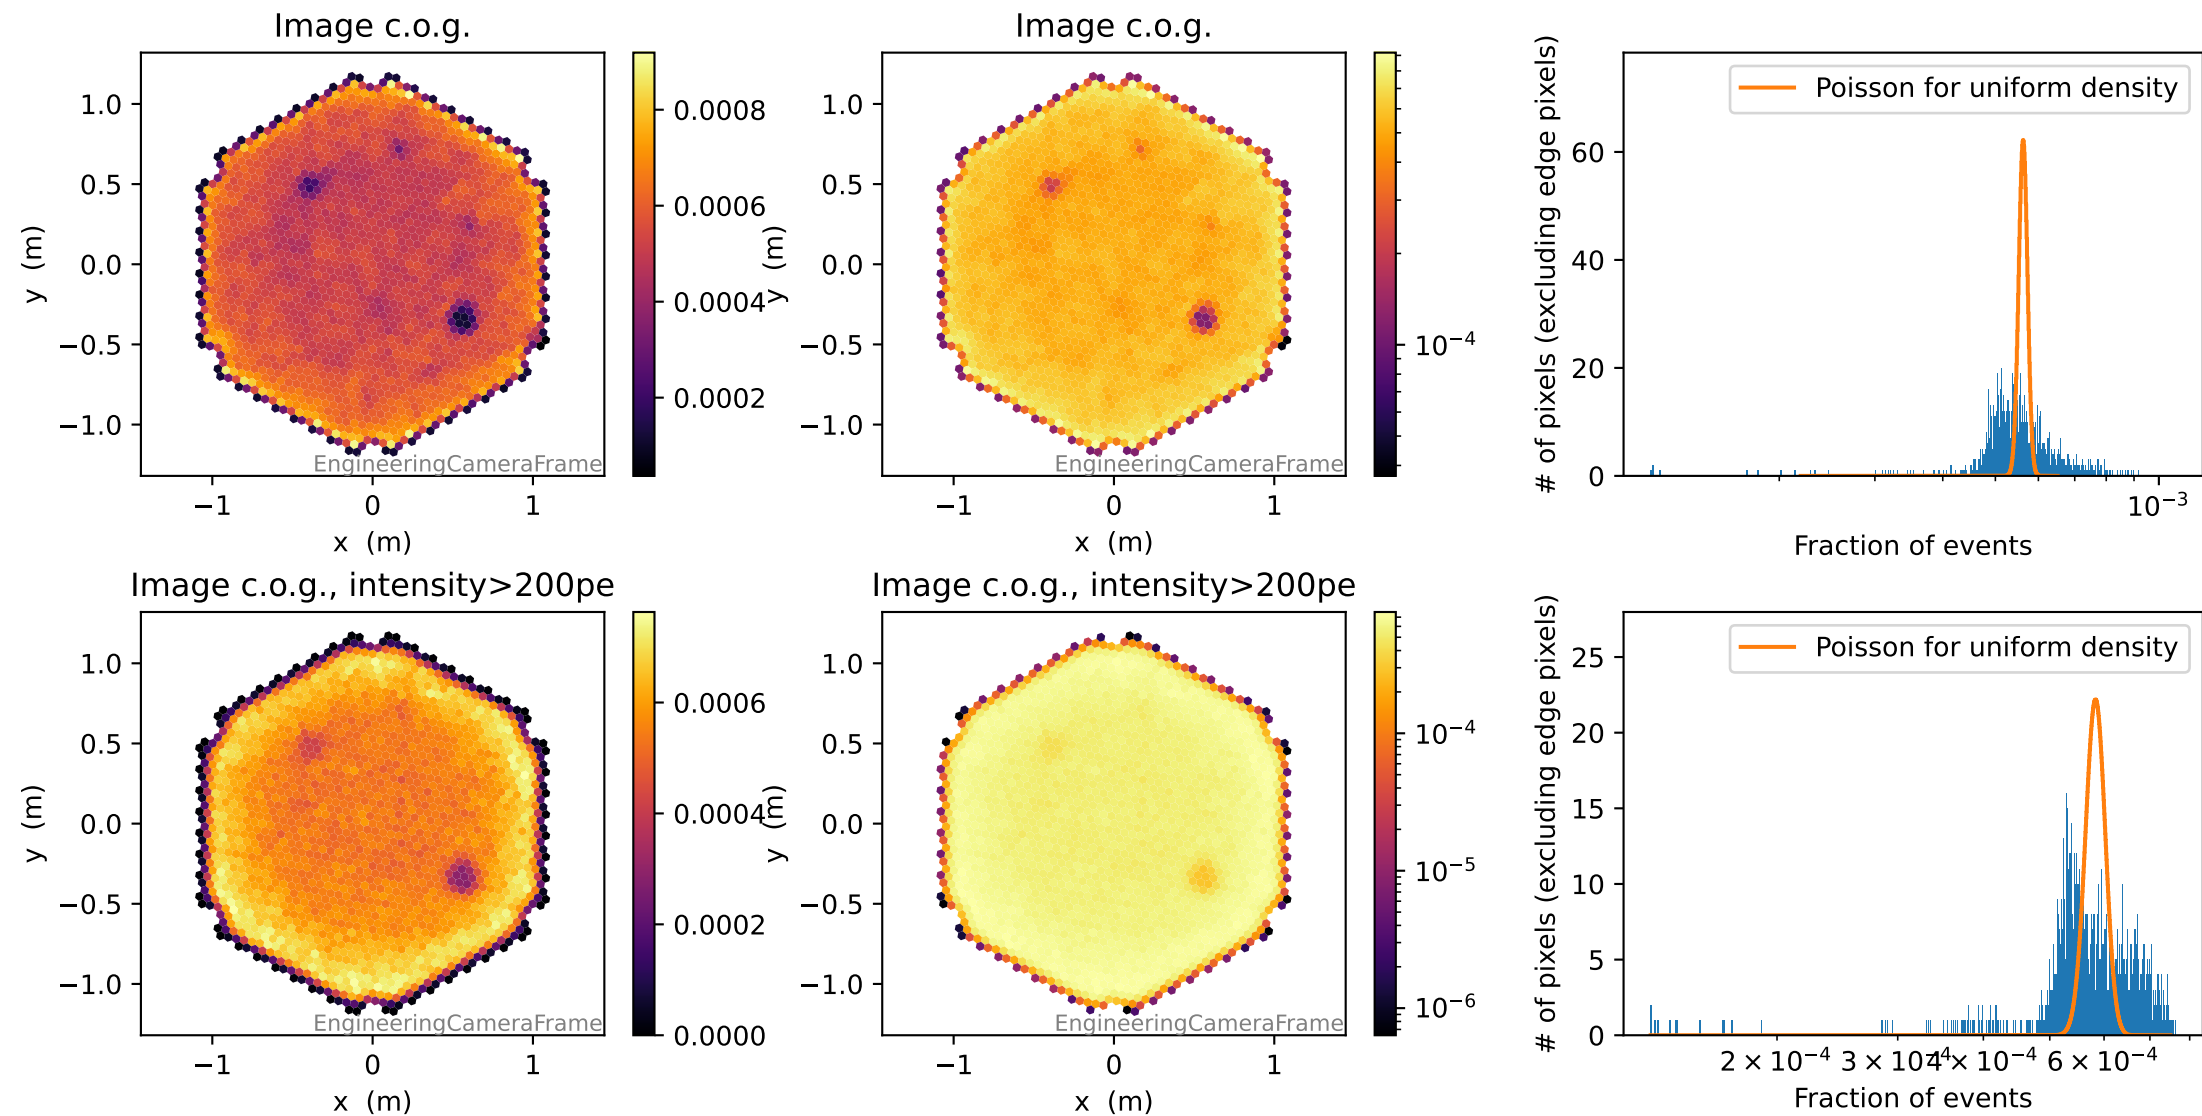 Image c.o.g.
1.0
0.5
0.0
−0.5
−1.0
y (m)
−1 0 1
x (m)
EngineeringCameraFrame
0.0008
0.0006
0.0004
0.0002
Image c.o.g.
1.0
0.5
0.0
−0.5
−1.0
y (m)
−1 0 1
x (m)
EngineeringCameraFrame
10⁻⁴
# of pixels (excluding edge pixels)
60
40
20
0
Poisson for uniform density
10⁻³
Fraction of events
Image c.o.g., intensity>200pe
1.0
0.5
0.0
−0.5
−1.0
y (m)
−1 0 1
x (m)
EngineeringCameraFrame
0.0006
0.0004
0.0002
0.0000
Image c.o.g., intensity>200pe
1.0
0.5
0.0
−0.5
−1.0
y (m)
−1 0 1
x (m)
EngineeringCameraFrame
10⁻⁴
10⁻⁵
10⁻⁶
# of pixels (excluding edge pixels)
25
20
15
10
5
0
Poisson for uniform density
2 × 10⁻⁴ 3 × 10⁻⁴ 4 × 10⁻⁴ 6 × 10⁻⁴
Fraction of events